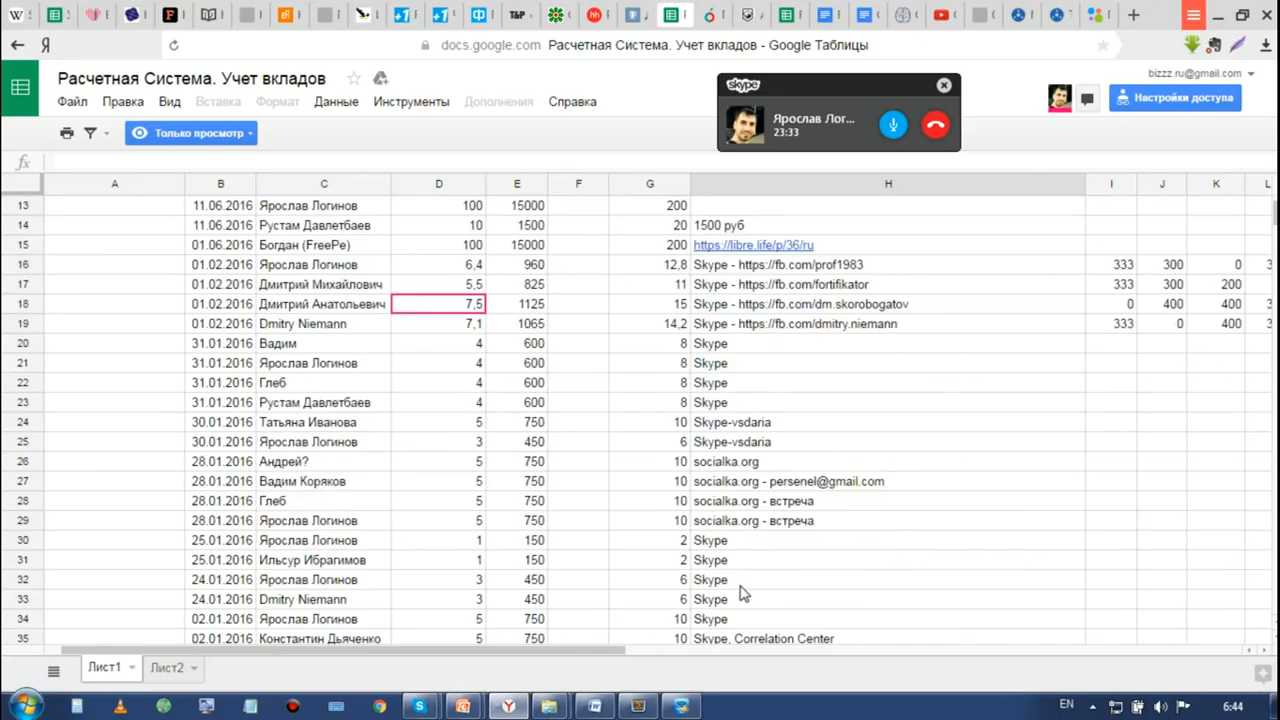 docs.google.com Расчетная Система. Учет вкладов - Google Таблицы
Расчетная Система. Учет вкладов
bizzz.ru@gmail.com
Файл Правка Вид Вставка Формат Данные Инструменты Дополнения Справка
Настройки доступа
skype
Ярослав Лог...
23:33
Только просмотр
fx
A B C D E F G H I J K L
13 11.06.2016 Ярослав Логинов 100 15000 200
14 11.06.2016 Рустам Давлетбаев 10 1500 20 1500 руб
15 01.06.2016 Богдан (FreePe) 100 15000 200 https://libre.life/p/36/ru
16 01.02.2016 Ярослав Логинов 6,4 960 12,8 Skype - https://fb.com/prof1983 333 300 0 3
17 01.02.2016 Дмитрий Михайлович 5,5 825 11 Skype - https://fb.com/fortifikator 333 300 200
18 01.02.2016 Дмитрий Анатольевич 7,5 1125 15 Skype - https://fb.com/dm.skorobogatov 0 400 400 3
19 01.02.2016 Dmitry Niemann 7,1 1065 14,2 Skype - https://fb.com/dmitry.niemann 333 0 400 3
20 31.01.2016 Вадим 4 600 8 Skype
21 31.01.2016 Ярослав Логинов 4 600 8 Skype
22 31.01.2016 Глеб 4 600 8 Skype
23 31.01.2016 Рустам Давлетбаев 4 600 8 Skype
24 30.01.2016 Татьяна Иванова 5 750 10 Skype-vsdaria
25 30.01.2016 Ярослав Логинов 3 450 6 Skype-vsdaria
26 28.01.2016 Андрей? 5 750 10 socialka.org
27 28.01.2016 Вадим Коряков 5 750 10 socialka.org - persenel@gmail.com
28 28.01.2016 Глеб 5 750 10 socialka.org - встреча
29 28.01.2016 Ярослав Логинов 5 750 10 socialka.org - встреча
30 25.01.2016 Ярослав Логинов 1 150 2 Skype
31 25.01.2016 Ильсур Ибрагимов 1 150 2 Skype
32 24.01.2016 Ярослав Логинов 3 450 6 Skype
33 24.01.2016 Dmitry Niemann 3 450 6 Skype
34 02.01.2016 Ярослав Логинов 5 750 10 Skype
35 02.01.2016 Константин Дьяченко 5 750 10 Skype, Correlation Center
Лист1 Лист2
EN 6:44